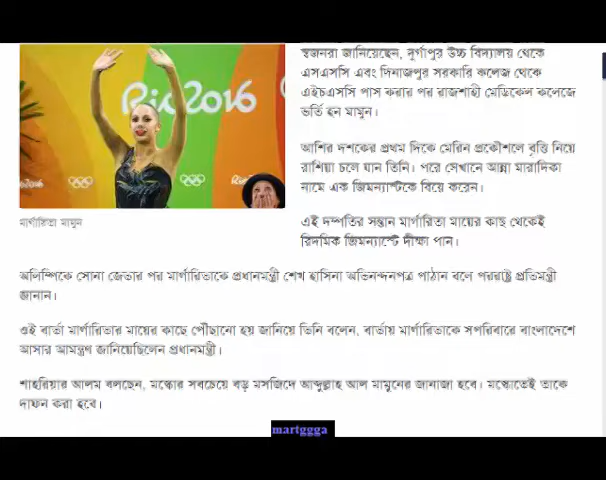 স্বজনরা জানিয়েছেন, দুর্গাপুর উচ্চ বিদ্যালয় থেকে
এসএসসি এবং দিনাজপুর সরকারি কলেজ থেকে
এইচএসসি পাস করার পর রাজশাহী মেডিকেল কলেজে
ভর্তি হন মামুন।
আশির দশকের প্রথম দিকে মেরিন প্রকৌশলে বৃত্তি নিয়ে
রাশিয়া চলে যান তিনি। পরে সেখানে আন্না মারাদিকা
নামে এক জিমন্যাস্টকে বিয়ে করেন।
এই দম্পতির সন্তান মার্গারিতা মায়ের কাছ থেকেই
রিদমিক জিমন্যাস্টে দীক্ষা পান।
Rio2016
মার্গারিতা মামুন
অলিম্পিকে সোনা জেতার পর মার্গারিতাকে প্রধানমন্ত্রী শেখ হাসিনা অভিনন্দনপত্র পাঠান বলে পররাষ্ট্র প্রতিমন্ত্রী
জানান।
ওই বার্তা মার্গারিতার মায়ের কাছে পৌঁছানো হয় জানিয়ে তিনি বলেন, বার্তায় মার্গারিতাকে সপরিবারে বাংলাদেশে
আসার আমন্ত্রণ জানিয়েছিলেন প্রধানমন্ত্রী।
শাহরিয়ার আলম বলছেন, মস্কোর সবচেয়ে বড় মসজিদে আব্দুল্লাহ আল মামুনের জানাজা হবে। মস্কোতেই তাকে
দাফন করা হবে।
martggga